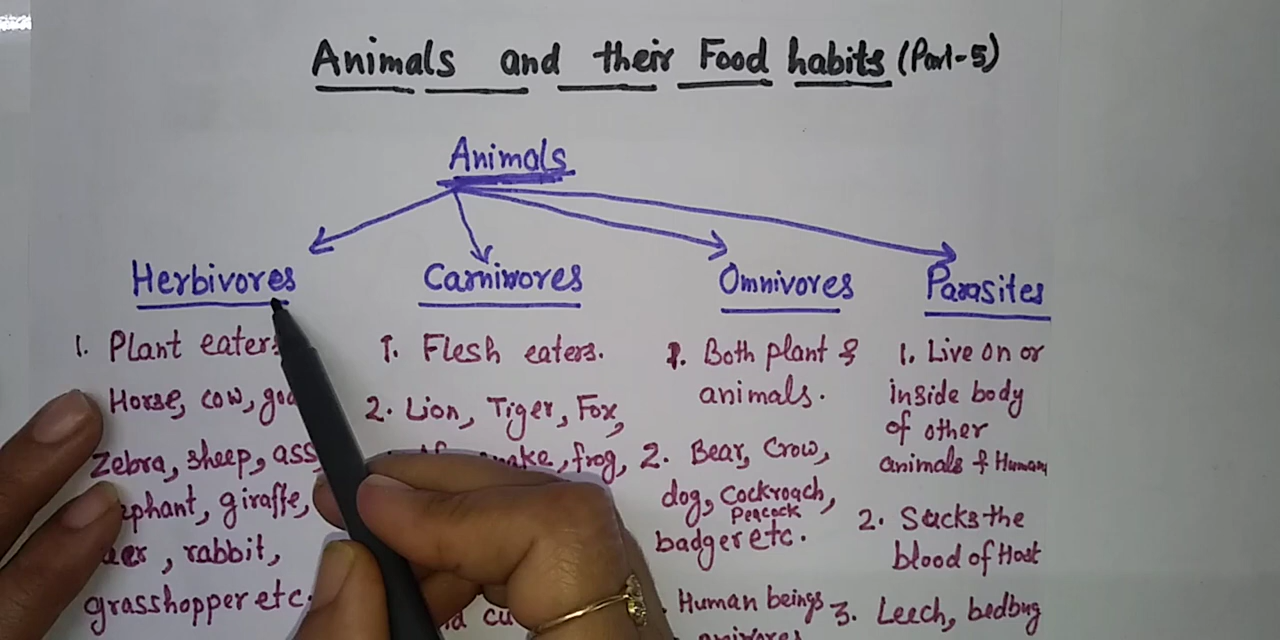 Animals and their Food habits (Part-5)
Animals
Herbivores
1. Plant eaters
Horse, cow,
Zebra, sheep, ass,
giraffe,
rabbit,
grasshopper etc.
Carnivores
1. Flesh eaters.
2. Lion, Tiger, Fox,
frog,
Omnivores
1. Both plant &
animals.
2. Bear, Crow,
dog, Cockroach,
Peacock
badger etc.
Human beings
Parasites
1. Live on or
inside body
of other
animals & Human
2. Sucks the
blood of Host
3. Leech, bedbug